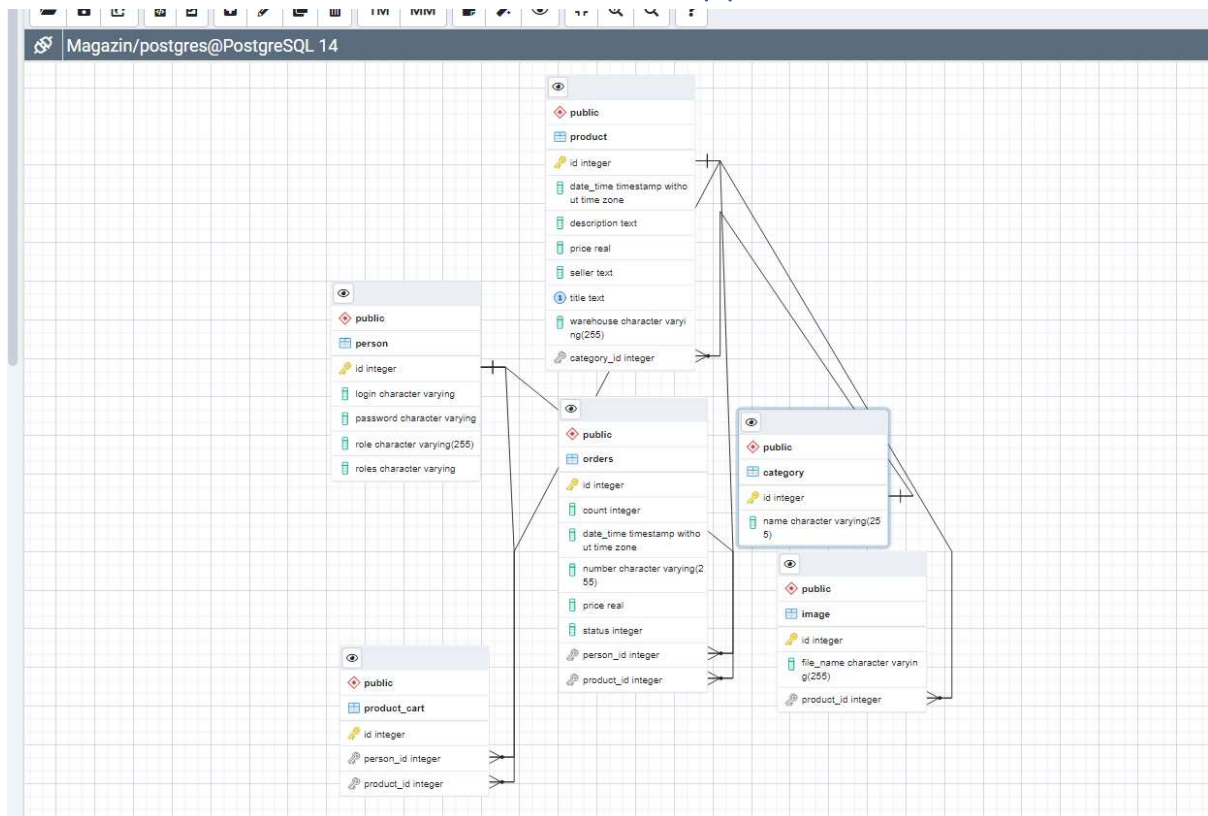 1M MM ?
Magazin/postgres@PostgreSQL 14
public
product
id integer
date_time timestamp witho
ut time zone
description text
price real
seller text
1 title text
warehouse character varyi
ng(255)
category_id integer
public
person
id integer
login character varying
password character varying
role character varying(255)
roles character varying
public
orders
id integer
count integer
date_time timestamp witho
ut time zone
number character varying(2
55)
price real
status integer
person_id integer
product_id integer
public
category
id integer
name character varying(25
5)
public
image
id integer
file_name character varyin
g(255)
product_id integer
public
product_cart
id integer
person_id integer
product_id integer